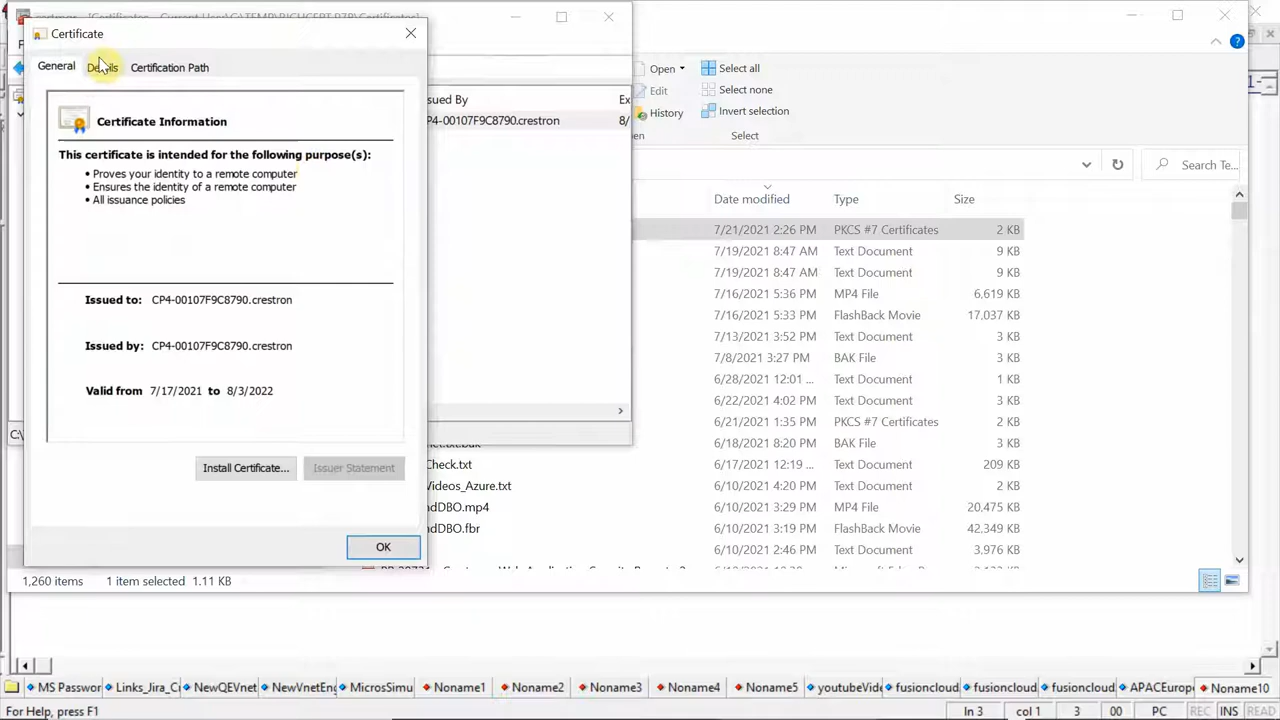 Certificate
General
Details
Certification Path
Certificate Information
This certificate is intended for the following purpose(s):
• Proves your identity to a remote computer
• Ensures the identity of a remote computer
• All issuance policies
Issued to: CP4-00107F9C8790.crestron
Issued by: CP4-00107F9C8790.crestron
Valid from 7/17/2021 to 8/3/2022
Install Certificate...
Issuer Statement
OK
ssued By
Ex
P4-00107F9C8790.crestron
8/
Open
Edit
History
Select all
Select none
Invert selection
Select
Search Te...
Date modified Type Size
7/21/2021 2:26 PM PKCS #7 Certificates 2 KB
7/19/2021 8:47 AM Text Document 9 KB
7/19/2021 8:47 AM Text Document 9 KB
7/16/2021 5:36 PM MP4 File 6,619 KB
7/16/2021 5:33 PM FlashBack Movie 17,037 KB
7/13/2021 3:52 PM Text Document 3 KB
7/8/2021 3:27 PM BAK File 3 KB
6/28/2021 12:01 ... Text Document 1 KB
6/22/2021 4:02 PM Text Document 3 KB
6/21/2021 1:35 PM PKCS #7 Certificates 2 KB
6/18/2021 8:20 PM BAK File 3 KB
Check.txt 6/17/2021 12:19 ... Text Document 209 KB
Videos_Azure.txt 6/10/2021 4:20 PM Text Document 2 KB
ndDBO.mp4 6/10/2021 3:29 PM MP4 File 20,475 KB
ndDBO.fbr 6/10/2021 3:19 PM FlashBack Movie 42,349 KB
6/10/2021 2:46 PM 3,976 KB
1,260 items 1 item selected 1.11 KB
MS Passwor Links_Jira_C NewQEVnet NewVnetEn MicrosSimu Noname1 Noname2 Noname3 Noname4 Noname5 youtubeVid fusioncloud fusioncloud fusioncloud APACEurop Noname10
For Help, press F1
ln 3 col 1 3 00 PC REC INS READ